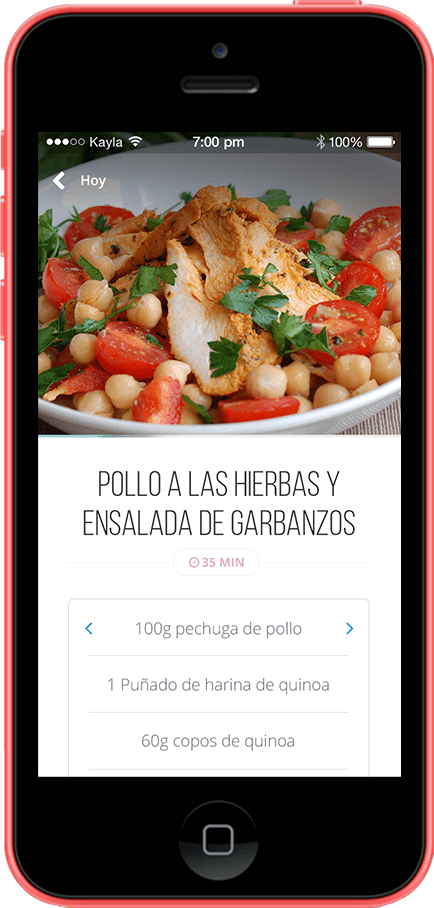 Kayla 7:00 pm 100%
Hoy
POLLO A LAS HIERBAS Y
ENSALADA DE GARBANZOS
35 MIN
100g pechuga de pollo
1 Puñado de harina de quinoa
60g copos de quinoa